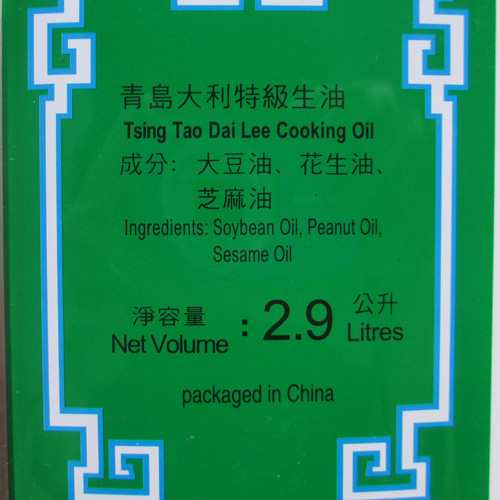 青島大利特級生油
Tsing Tao Dai Lee Cooking Oil
成分: 大豆油、花生油、
芝麻油
Ingredients: Soybean Oil, Peanut Oil,
Sesame Oil
淨容量 : 2.9 公升
Net Volume Litres
packaged in China